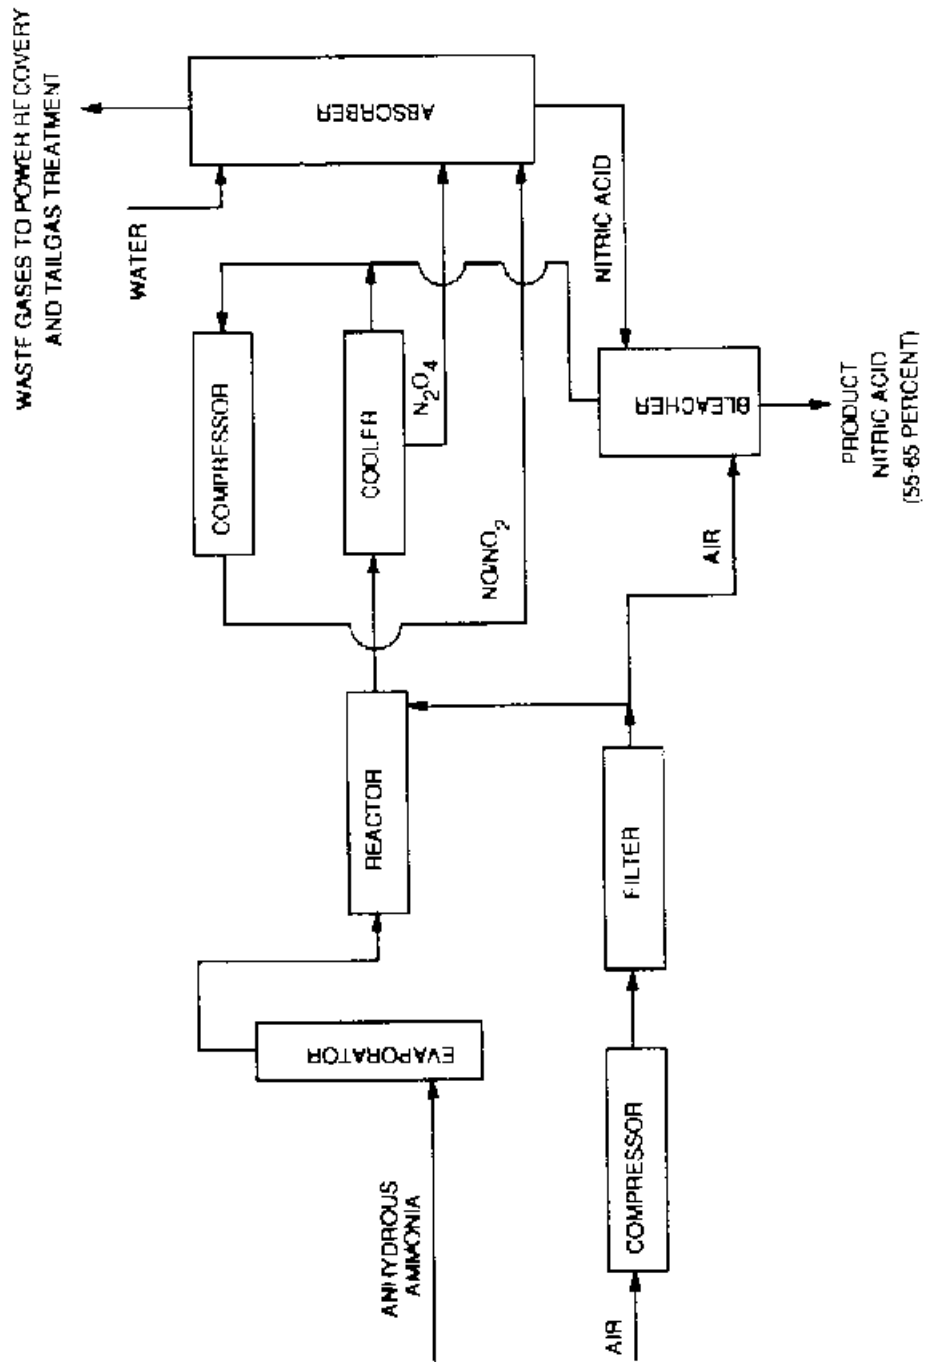 WASTE GASES TO POWER RECOVERY
AND TAILGAS TREATMENT
WATER
ABSORBER
COMPRESSOR
COOLER
N2O4
NO/NO2
NITRIC ACID
BLEACHER
AIR
PRODUCT
NITRIC ACID
(55-65 PERCENT)
REACTOR
FILTER
EVAPORATOR
COMPRESSOR
ANHYDROUS
AMMONIA
AIR